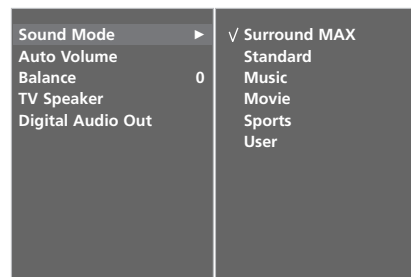 Sound Mode ►
Auto Volume
Balance 0
TV Speaker
Digital Audio Out
√ Surround MAX
Standard
Music
Movie
Sports
User